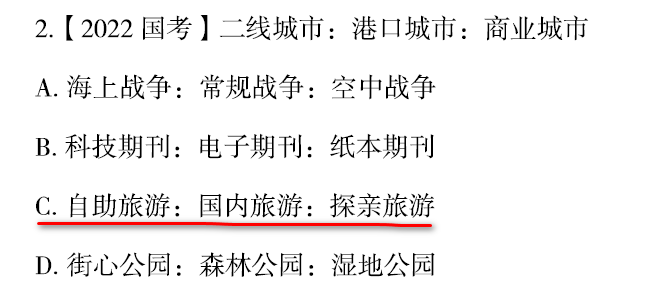 2.【2022 国考】二线城市：港口城市：商业城市
A. 海上战争：常规战争：空中战争
B. 科技期刊：电子期刊：纸本期刊
C. 自助旅游：国内旅游：探亲旅游
D. 街心公园：森林公园：湿地公园